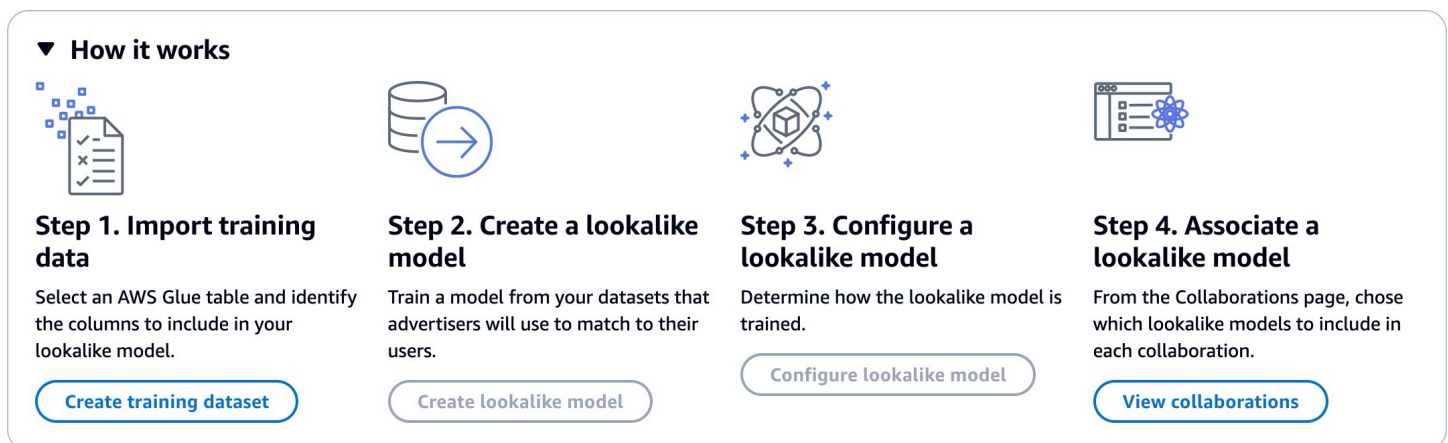 How it works
Step 1. Import training
data
Select an AWS Glue table and identify
the columns to include in your
lookalike model.
Create training dataset
Step 2. Create a lookalike
model
Train a model from your datasets that
advertisers will use to match to their
users.
Create lookalike model
Step 3. Configure a
lookalike model
Determine how the lookalike model is
trained.
Configure lookalike model
Step 4. Associate a
lookalike model
From the Collaborations page, chose
which lookalike models to include in
each collaboration.
View collaborations